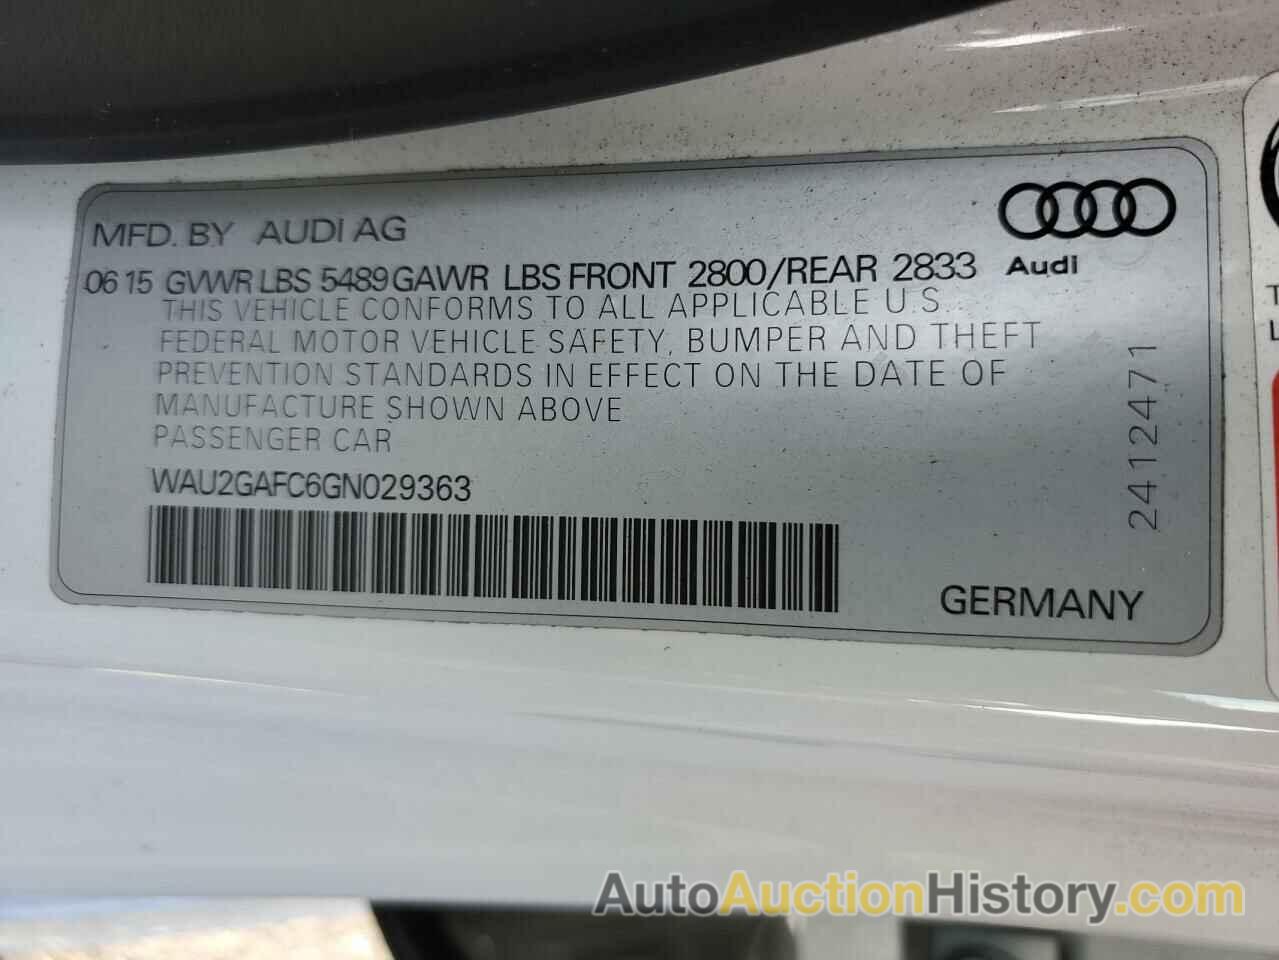 MFD. BY AUDI AG
06 15 GVWR LBS 5489 GAWR LBS FRONT 2800/REAR 2833
Audi
THIS VEHICLE CONFORMS TO ALL APPLICABLE U.S.
FEDERAL MOTOR VEHICLE SAFETY, BUMPER AND THEFT
PREVENTION STANDARDS IN EFFECT ON THE DATE OF
MANUFACTURE SHOWN ABOVE
PASSENGER CAR
WAU2GAFC6GN029363
24124471
GERMANY
AutoAuctionHistory.com